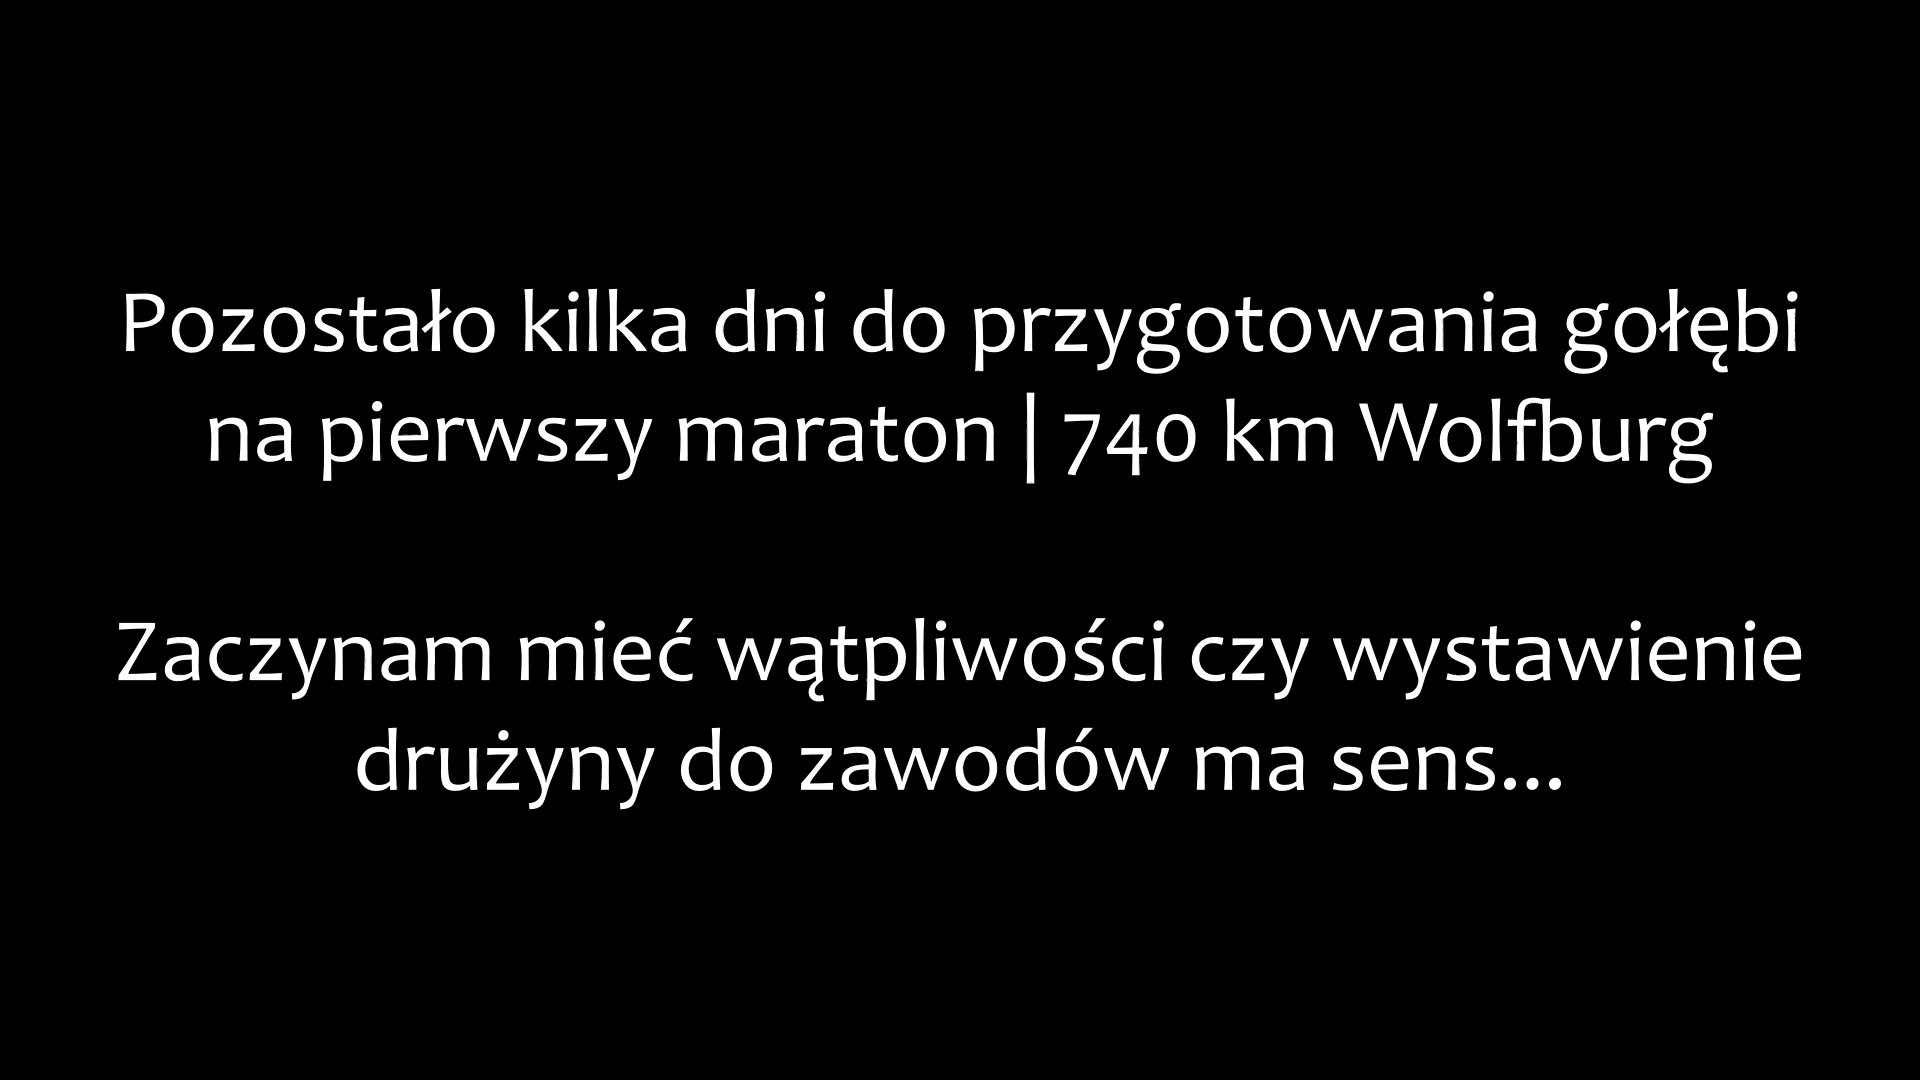 Pozostało kilka dni do przygotowania gołębi
na pierwszy maraton | 740 km Wolfburg
Zaczynam mieć wątpliwości czy wystawienie
drużyny do zawodów ma sens...